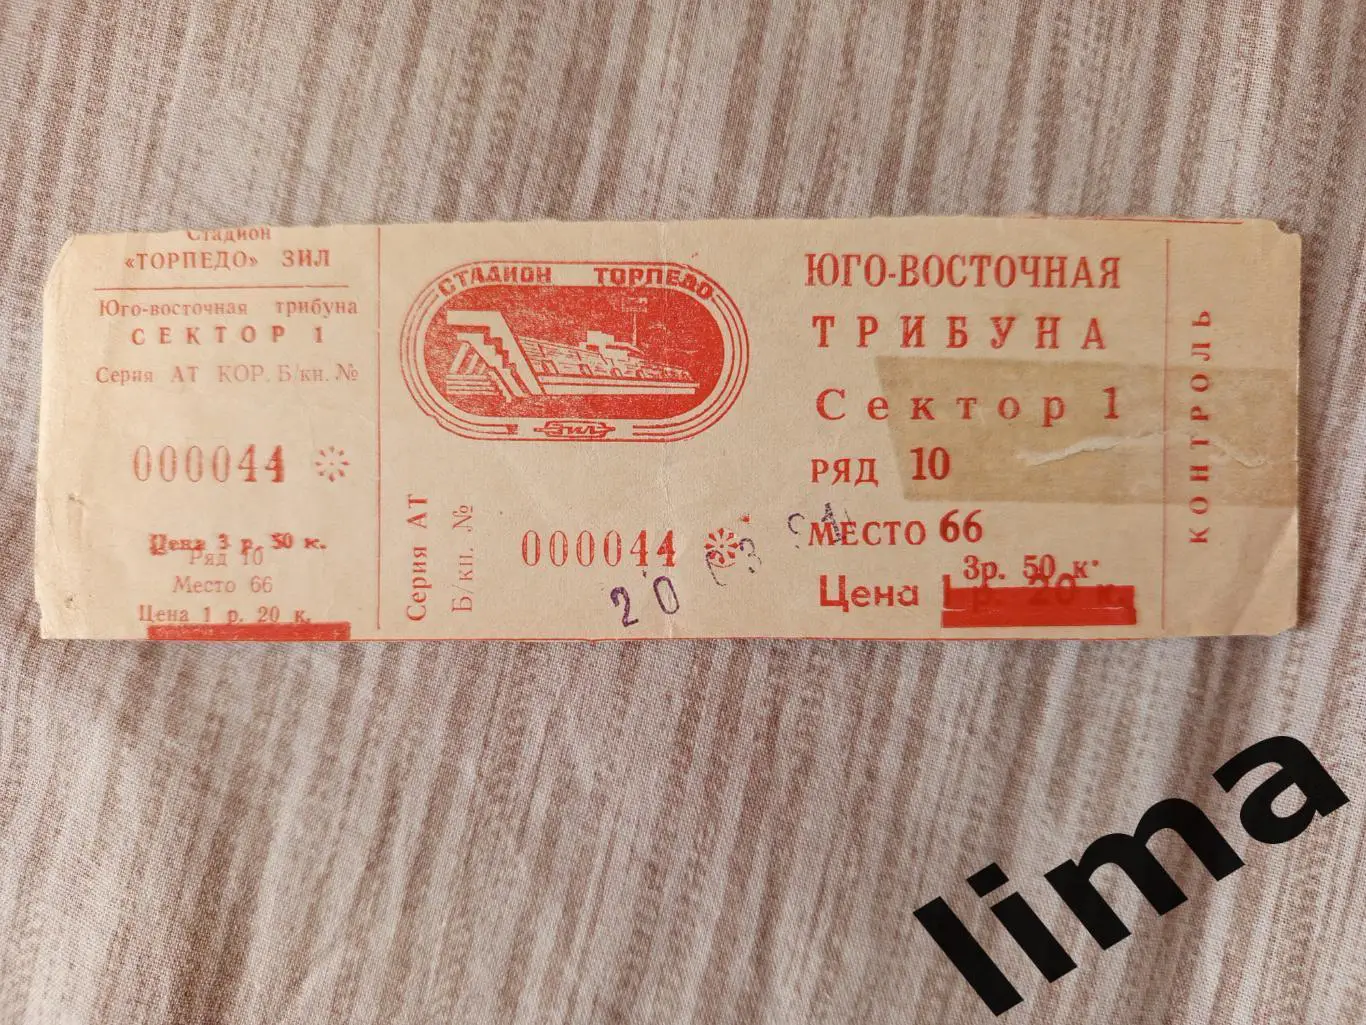 Стадион
«ТОРПЕДО» ЗИЛ
Юго-восточная трибуна
СЕКТОР 1
Серия АТ КОР. Б/кн. №
000044
Цена 3 р. 50 к.
Ряд 10
Место 66
Цена 1 р. 20 к.
СТАДИОН ТОРПЕДО
ЗИЛ
Серия АТ
Б/кн. №
000044
20 03 91
ЮГО-ВОСТОЧНАЯ
ТРИБУНА
Сектор 1
РЯД 10
МЕСТО 66
3р. 50 к.
Цена 1 р. 20 к.
КОНТРОЛЬ
lima